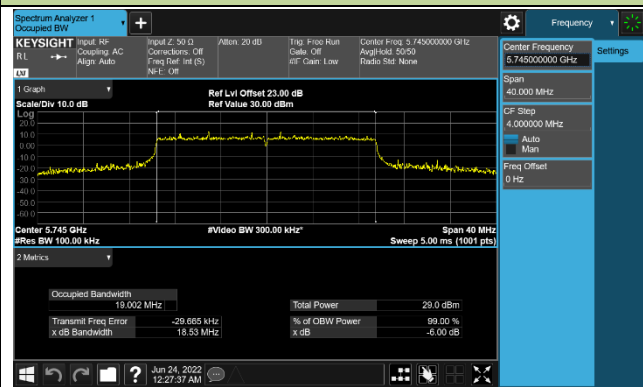 Spectrum Analyzer 1
Occupied BW
Frequency
KEYSIGHT
RL
LXI
Input: RF
Coupling: AC
Align: Auto
Input Z: 50 Ω
Corrections: Off
Freq Ref: Int (S)
NFE: Off
Atten: 20 dB
Trig: Free Run
Gate: Off
#IF Gain: Low
Center Freq: 5.745000000 GHz
Avg|Hold: 50/50
Radio Std: None
Center Frequency
5.745000000 GHz
Settings
Span
40.000 MHz
CF Step
4.000000 MHz
Auto
Man
Freq Offset
0 Hz
1 Graph
Scale/Div 10.0 dB
Ref Lvl Offset 23.00 dB
Ref Value 30.00 dBm
Log
20.0
10.0
0.00
-10.0
-20.0
-30.0
-40.0
-50.0
-60.0
Center 5.745 GHz
#Video BW 300.00 kHz*
Span 40 MHz
#Res BW 100.00 kHz
Sweep 5.00 ms (1001 pts)
2 Metrics
Occupied Bandwidth
19.002 MHz
Total Power 29.0 dBm
Transmit Freq Error -29.665 kHz
% of OBW Power 99.00 %
x dB Bandwidth 18.53 MHz
x dB -6.00 dB
?
Jun 24, 2022
12:27:37 AM